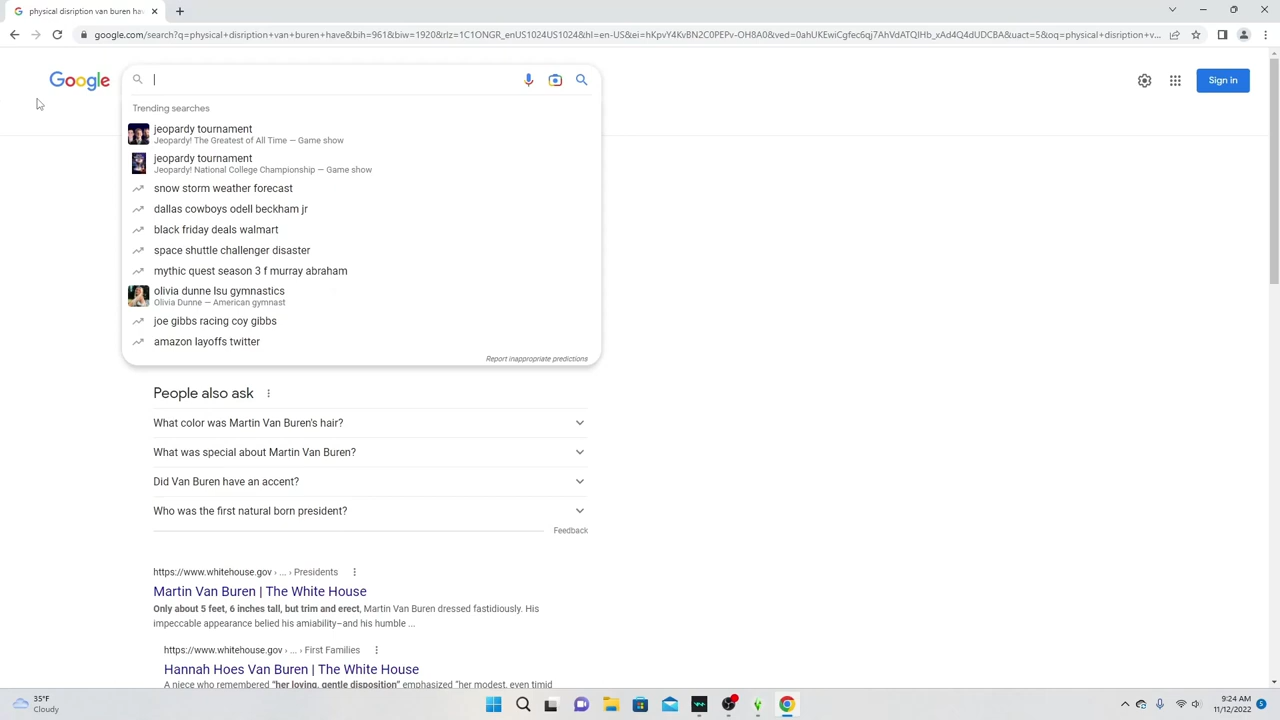 physical disription van buren have
google.com/search?q=physical+disription+van+buren+have&biw=961&biw=1920&rlz=1C1ONGR_enUS1024US1024&hl=en-US&ei=hKpvY4KvBN2C0PEPv-OH8A0&ved=0ahUKEwiCgfec6qj7AhVdATQIHb_xAd4Q4dUDCBA&uact=5&oq=physical+disription+v...
Google
Sign in
Trending searches
jeopardy tournament
Jeopardy! The Greatest of All Time — Game show
jeopardy tournament
Jeopardy! National College Championship — Game show
snow storm weather forecast
dallas cowboys odell beckham jr
black friday deals walmart
space shuttle challenger disaster
mythic quest season 3 f murray abraham
olivia dunne lsu gymnastics
Olivia Dunne — American gymnast
joe gibbs racing coy gibbs
amazon layoffs twitter
Report inappropriate predictions
People also ask
What color was Martin Van Buren's hair?
What was special about Martin Van Buren?
Did Van Buren have an accent?
Who was the first natural born president?
Feedback
https://www.whitehouse.gov › ... › Presidents
Martin Van Buren | The White House
Only about 5 feet, 6 inches tall, but trim and erect, Martin Van Buren dressed fastidiously. His
impeccable appearance belied his amiability–and his humble ...
https://www.whitehouse.gov › ... › First Families
Hannah Hoes Van Buren | The White House
A niece who remembered "her loving, gentle disposition" emphasized "her modest, even timid
35°F
Cloudy
9:24 AM
11/12/2022
5